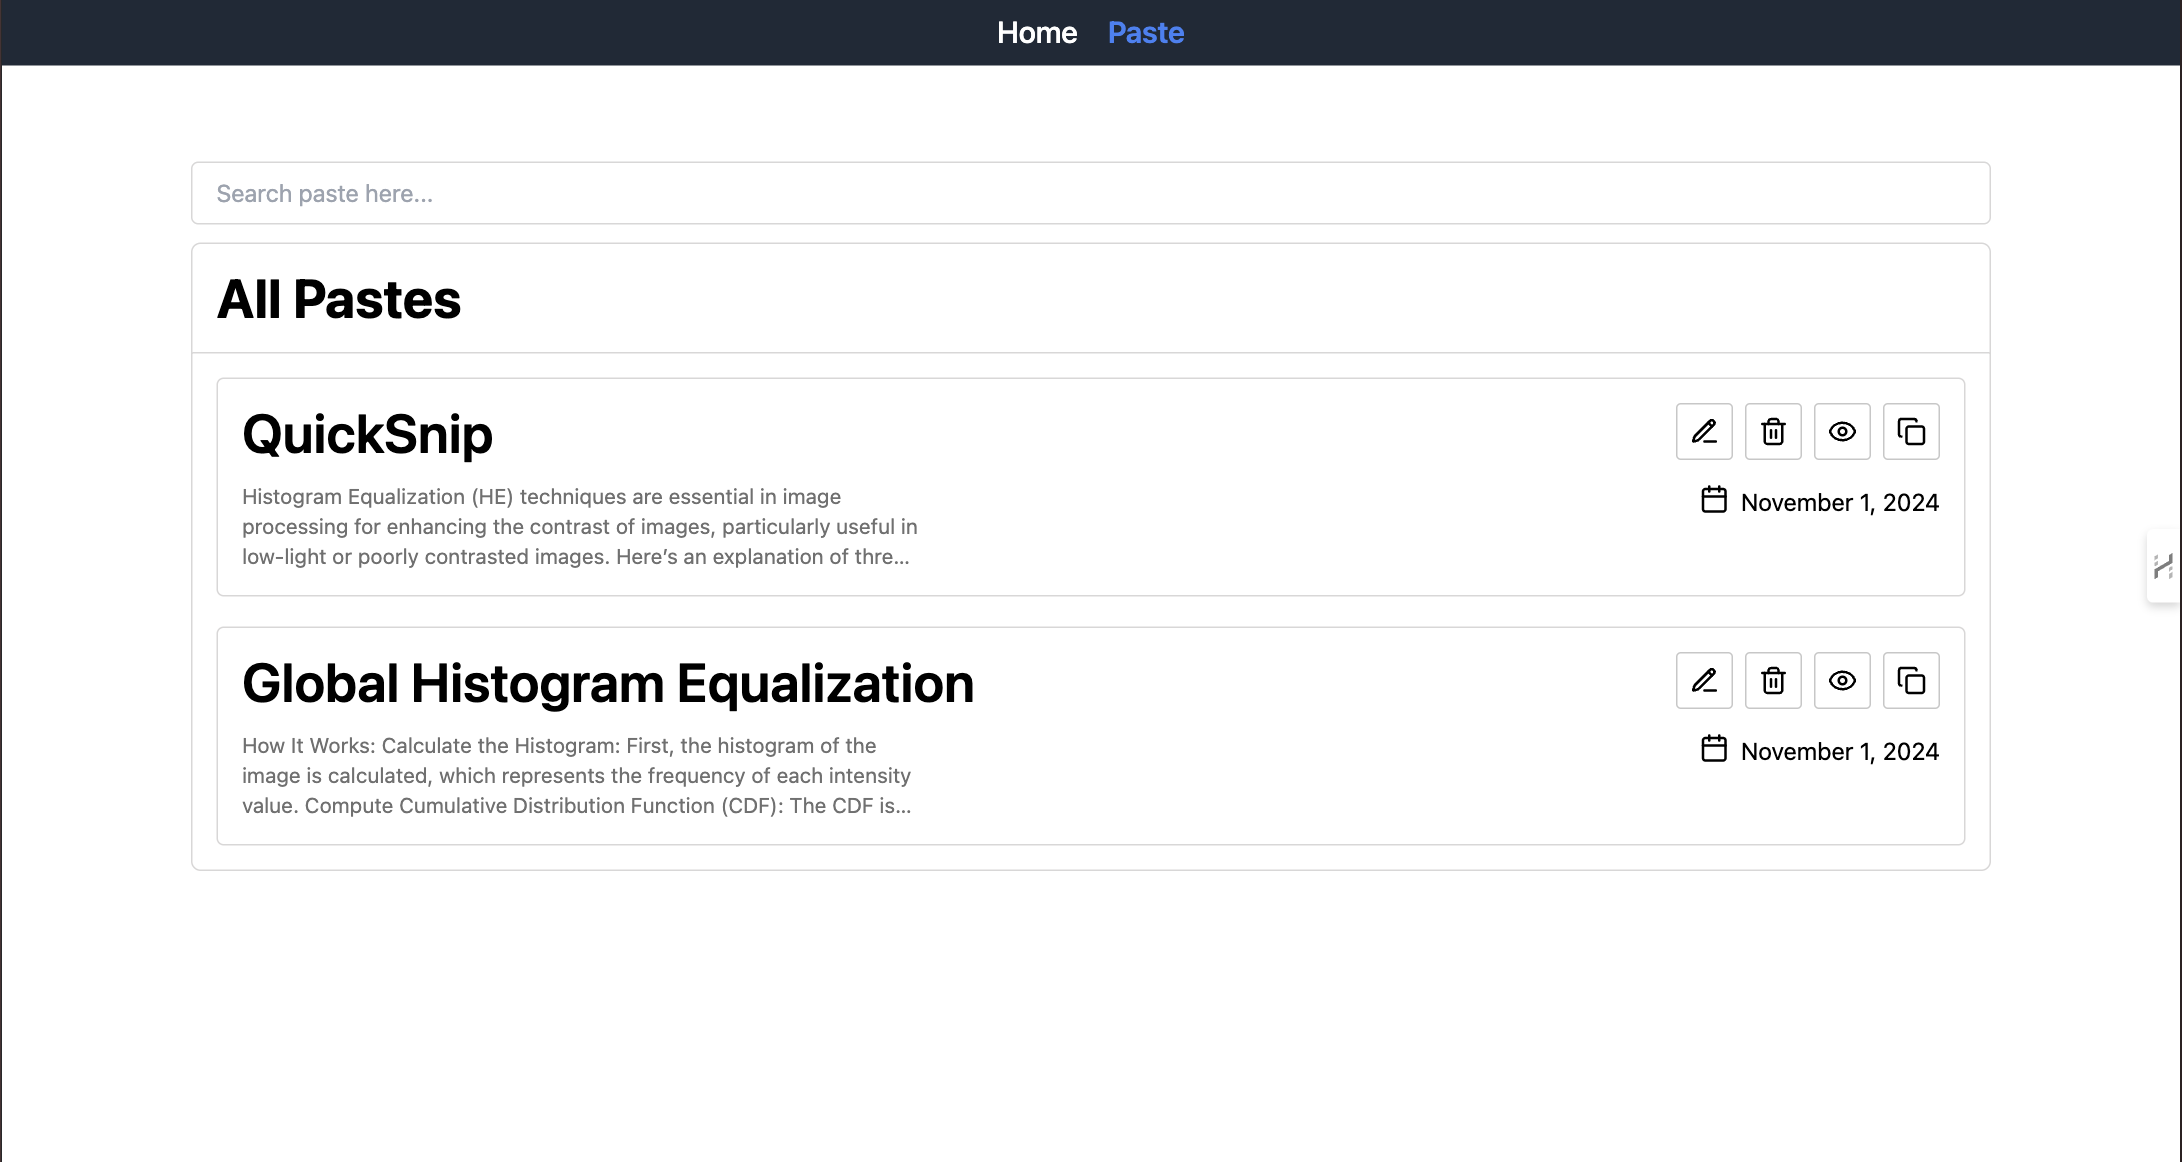 Home Paste
Search paste here...
All Pastes
QuickSnip
Histogram Equalization (HE) techniques are essential in image
processing for enhancing the contrast of images, particularly useful in
low-light or poorly contrasted images. Here’s an explanation of thre...
November 1, 2024
Global Histogram Equalization
How It Works: Calculate the Histogram: First, the histogram of the
image is calculated, which represents the frequency of each intensity
value. Compute Cumulative Distribution Function (CDF): The CDF is...
November 1, 2024